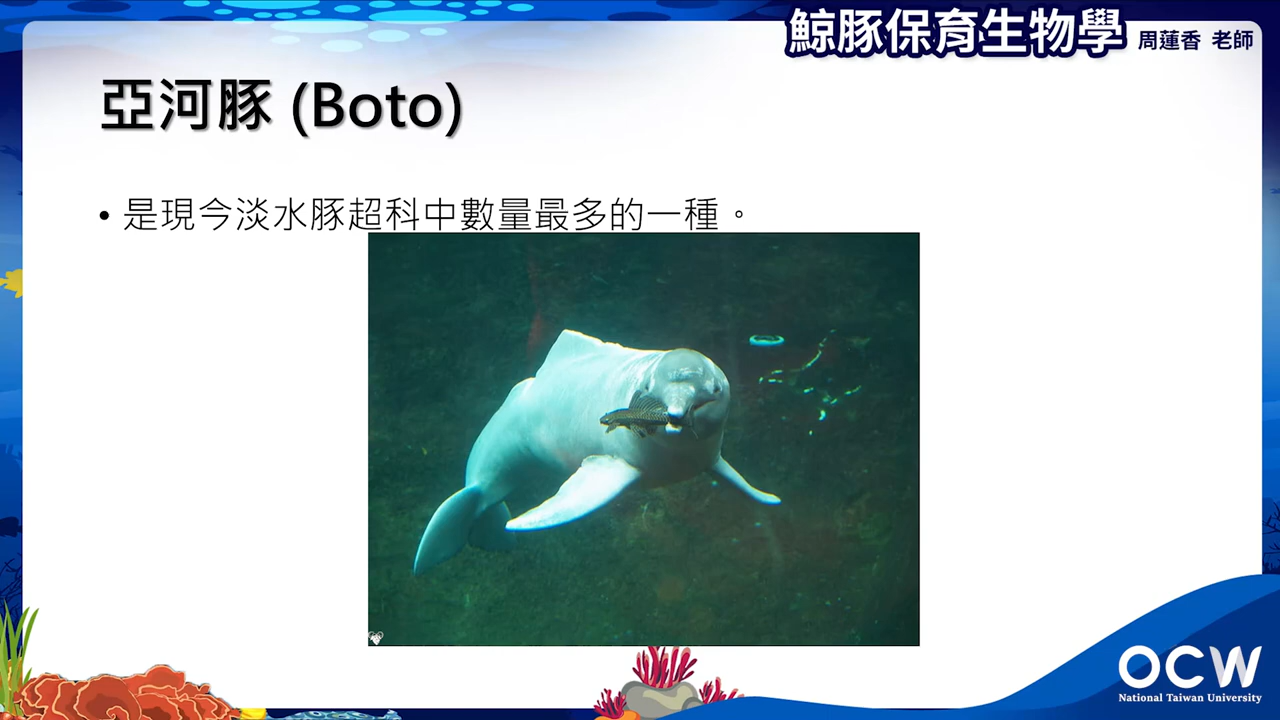 鯨豚保育生物學 周蓮香 老師
亞河豚 (Boto)
• 是現今淡水豚超科中數量最多的一種。
OCW
National Taiwan University